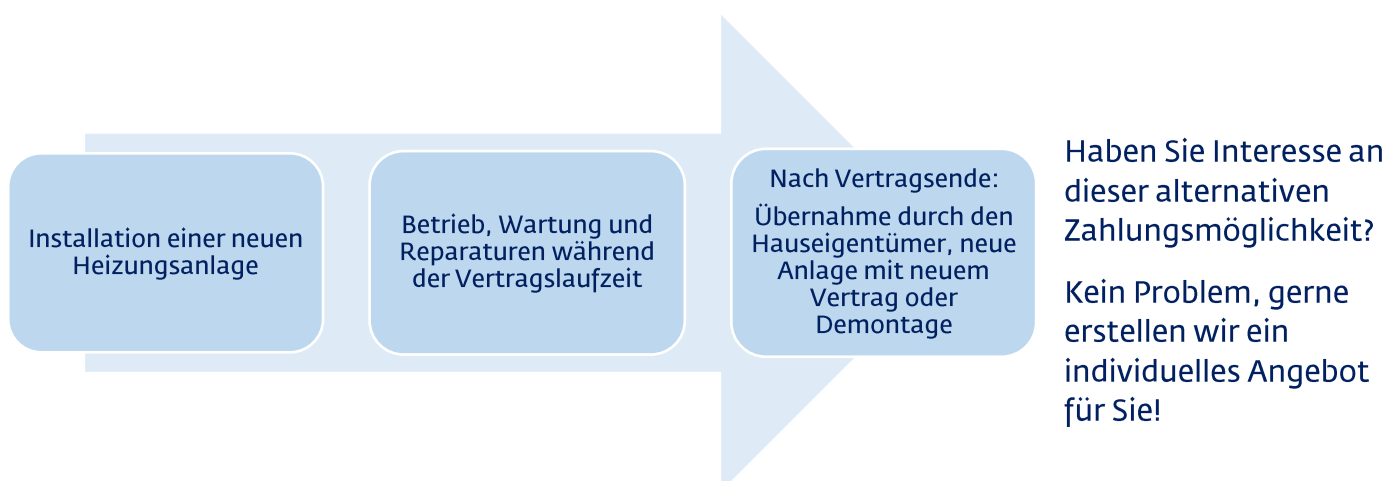 Installation einer neuen
Heizungsanlage
Betrieb, Wartung und
Reparaturen während
der Vertragslaufzeit
Nach Vertragsende:
Übernahme durch den
Hauseigentümer, neue
Anlage mit neuem
Vertrag oder
Demontage
Haben Sie Interesse an
dieser alternativen
Zahlungsmöglichkeit?
Kein Problem, gerne
erstellen wir ein
individuelles Angebot
für Sie!